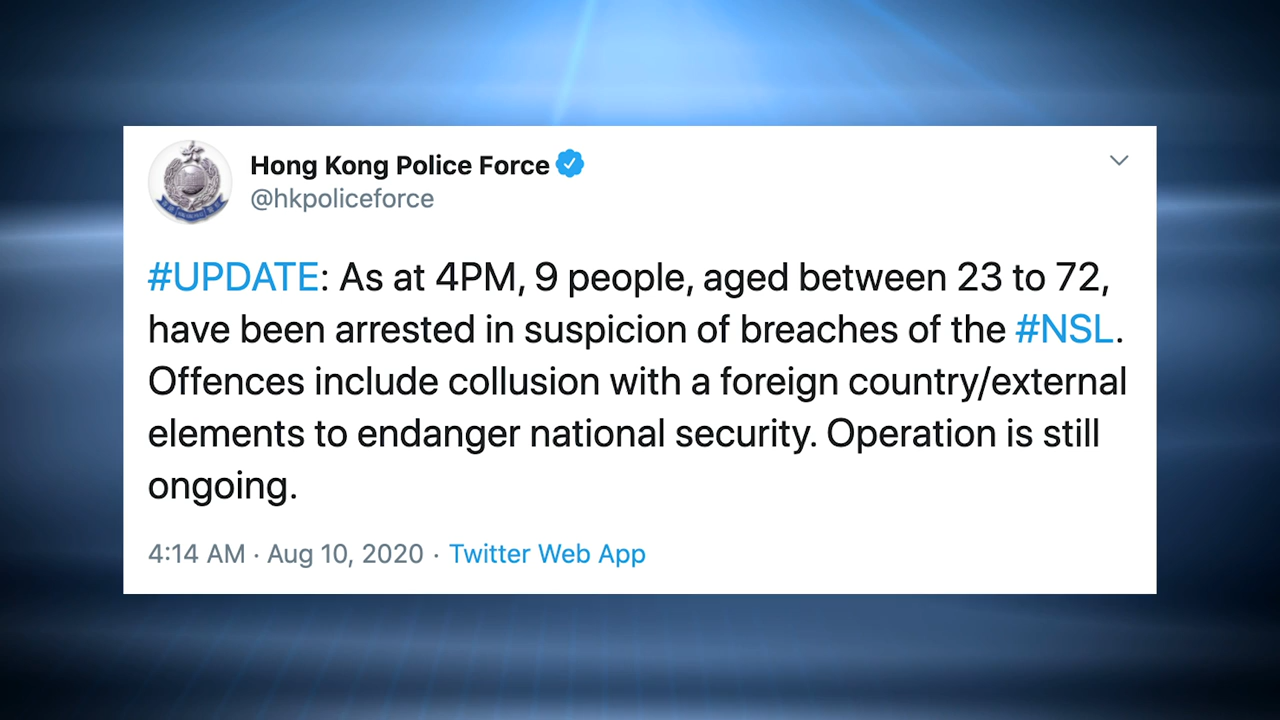 Hong Kong Police Force
@hkpoliceforce
#UPDATE: As at 4PM, 9 people, aged between 23 to 72,
have been arrested in suspicion of breaches of the #NSL.
Offences include collusion with a foreign country/external
elements to endanger national security. Operation is still
ongoing.
4:14 AM · Aug 10, 2020 · Twitter Web App